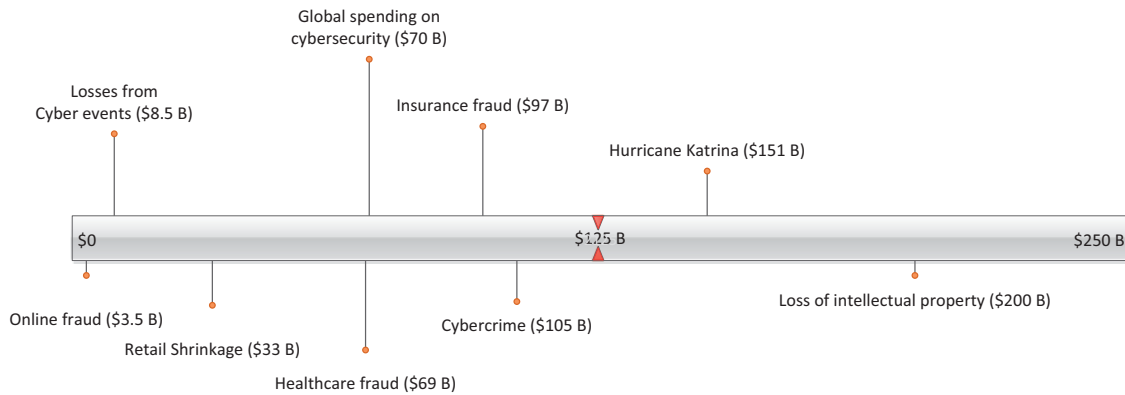 Global spending on
cybersecurity ($70 B)
Losses from
Cyber events ($8.5 B)
Insurance fraud ($97 B)
Hurricane Katrina ($151 B)
$0
$125 B
$250 B
Online fraud ($3.5 B)
Retail Shrinkage ($33 B)
Healthcare fraud ($69 B)
Cybercrime ($105 B)
Loss of intellectual property ($200 B)